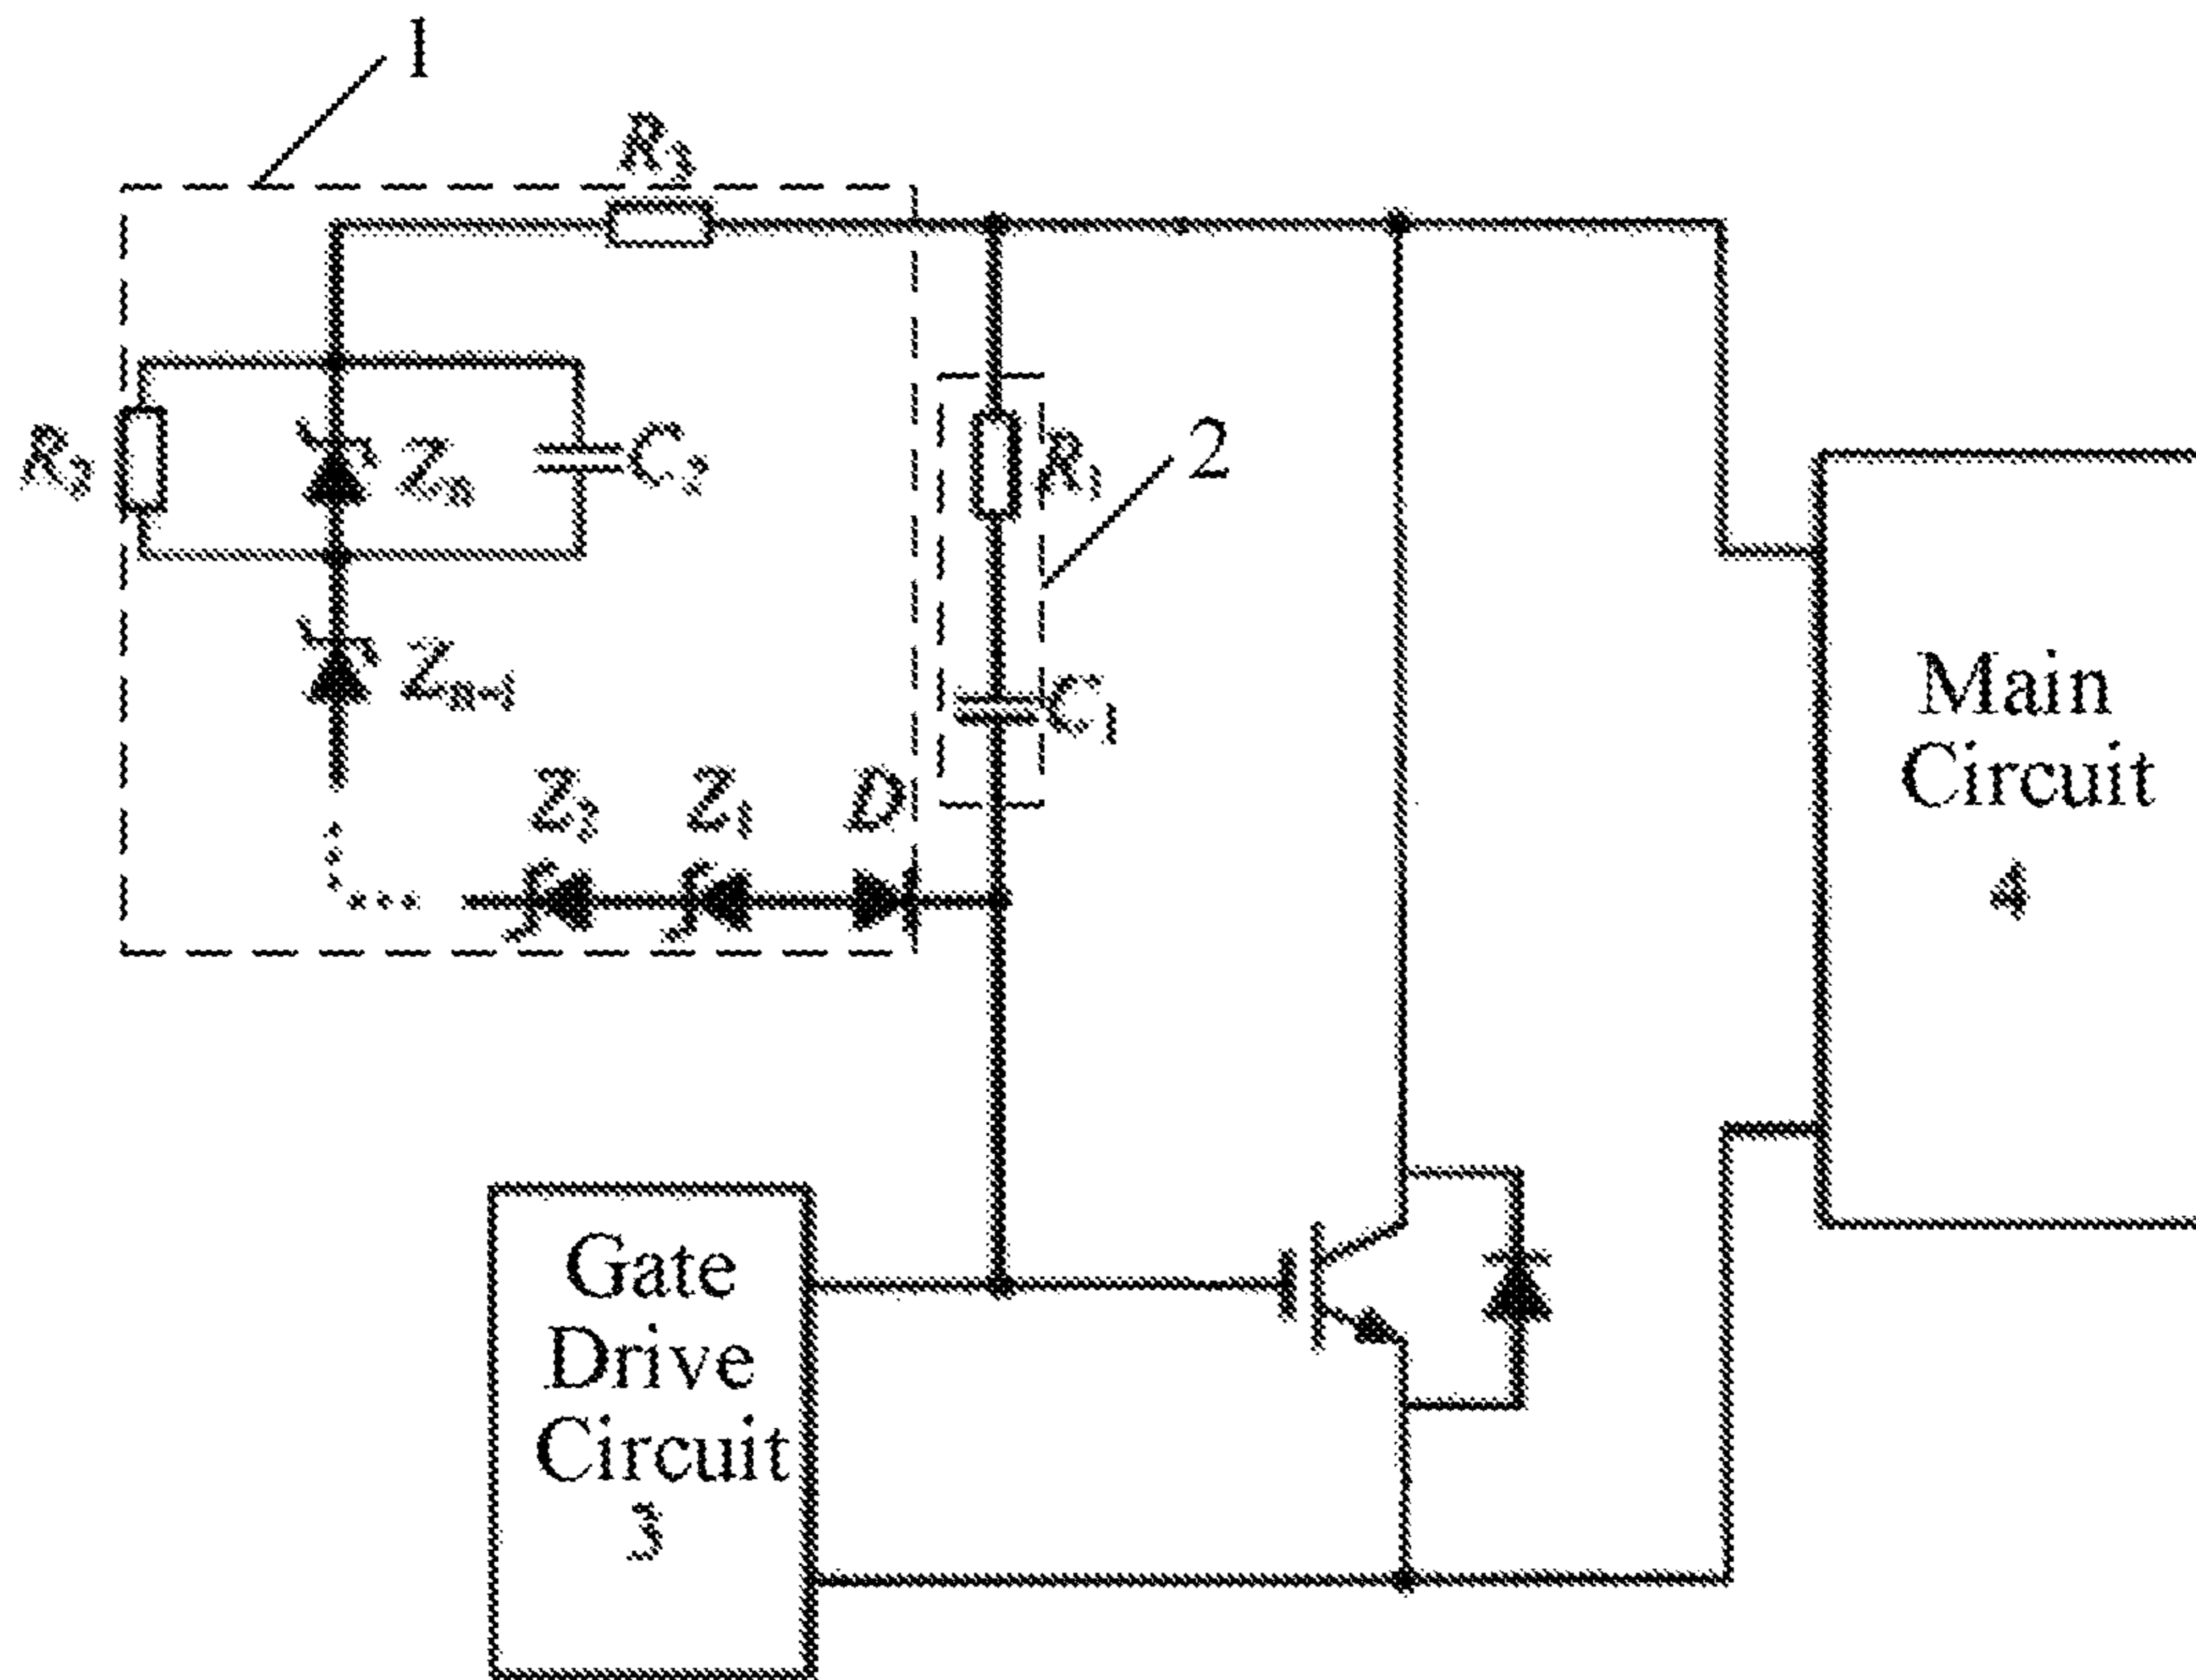 1
R₃
R₂
Zₙ
C₂
R₁
2
Zₙ₋₁
C₁
Z₂
Z₁
D
Main
Circuit
4
Gate
Drive
Circuit
3